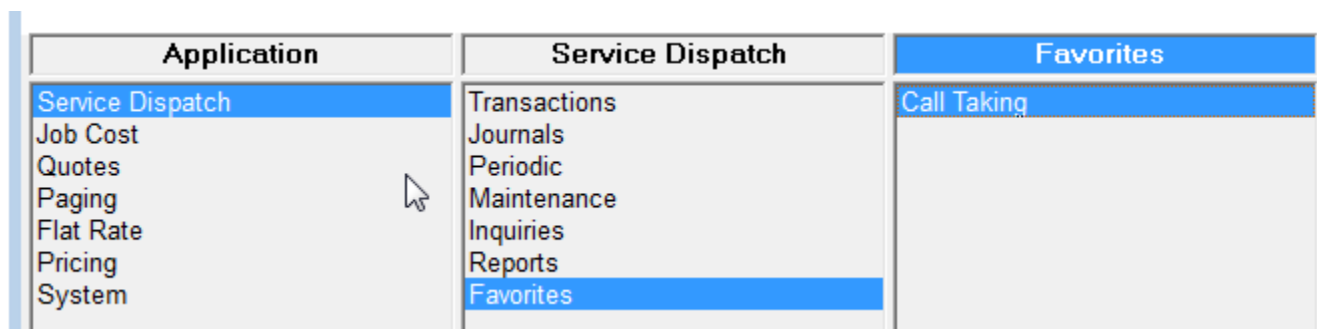 Application
Service Dispatch
Job Cost
Quotes
Paging
Flat Rate
Pricing
System
Service Dispatch
Transactions
Journals
Periodic
Maintenance
Inquiries
Reports
Favorites
Favorites
Call Taking